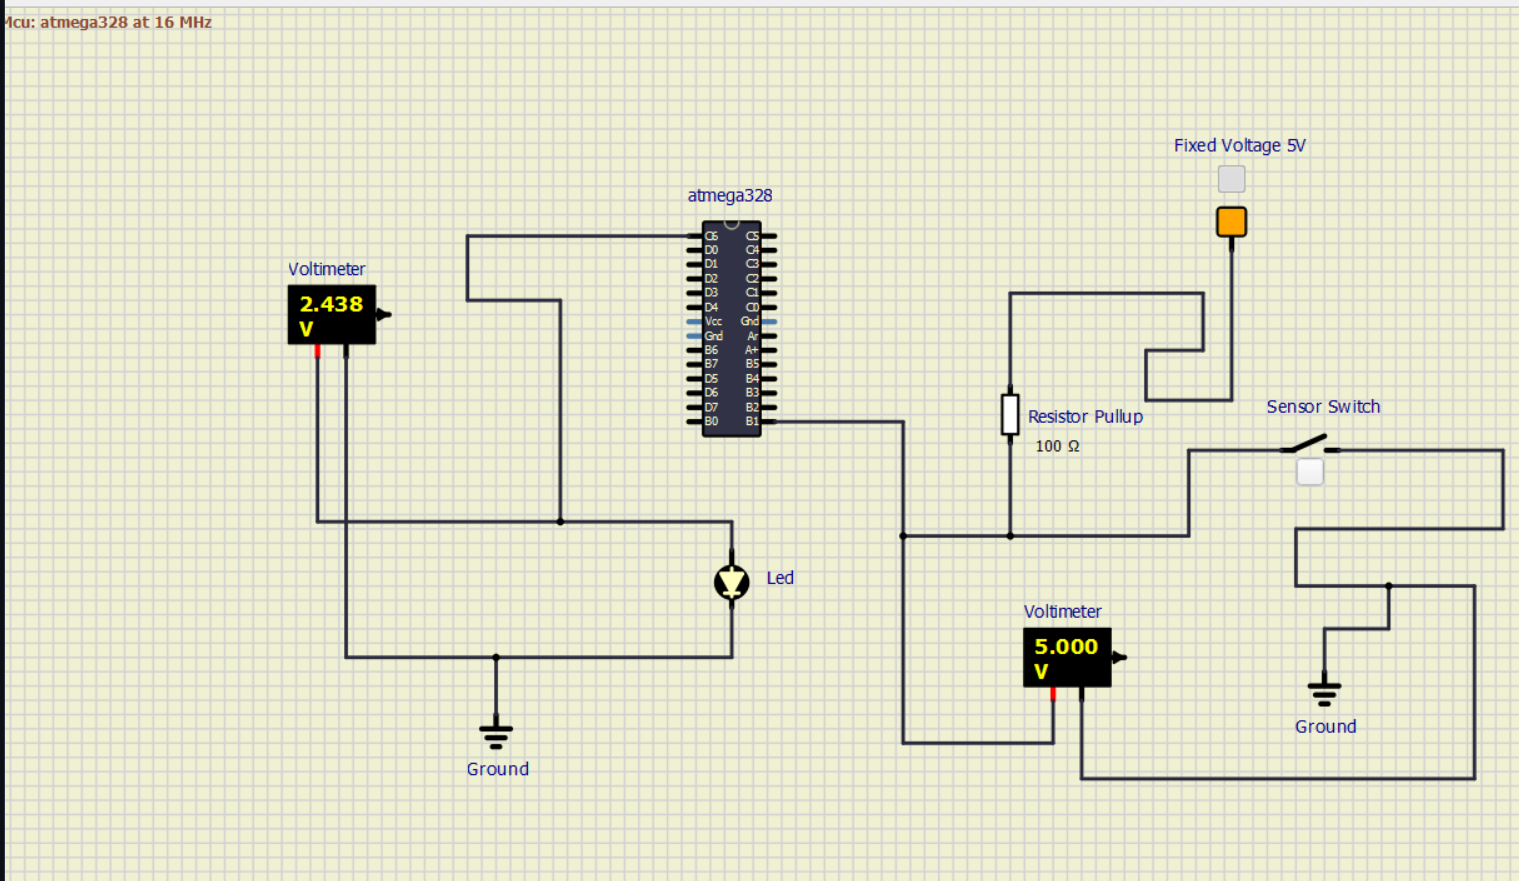 Mcu: atmega328 at 16 MHz
Fixed Voltage 5V
atmega328
C6
C5
D0
C4
D1
C3
D2
C2
D3
C1
D4
C0
Vcc
Gnd
Gnd
Ar
B6
A+
B7
B5
D5
B4
D6
B3
D7
B2
B0
B1
Voltimeter
2.438
V
Resistor Pullup
100 Ω
Sensor Switch
Led
Voltimeter
5.000
V
Ground
Ground